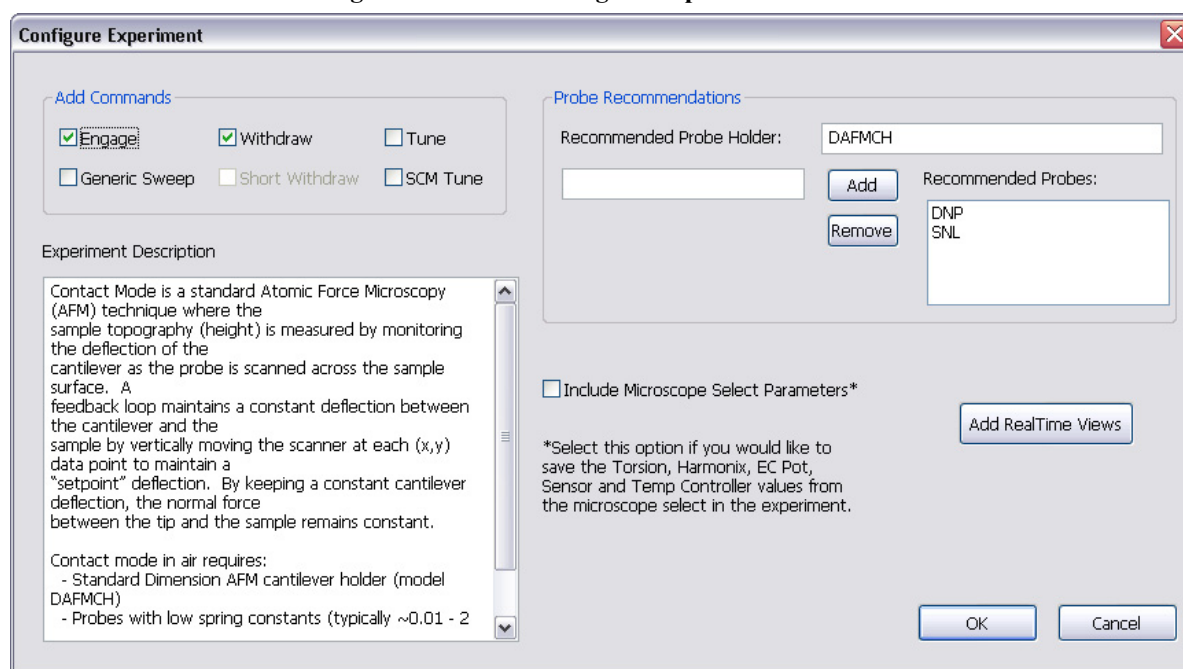 Configure Experiment
Add Commands
Engage
Withdraw
Tune
Generic Sweep
Short Withdraw
SCM Tune
Experiment Description
Contact Mode is a standard Atomic Force Microscopy
(AFM) technique where the
sample topography (height) is measured by monitoring
the deflection of the
cantilever as the probe is scanned across the sample
surface. A
feedback loop maintains a constant deflection between
the cantilever and the
sample by vertically moving the scanner at each (x,y)
data point to maintain a
"setpoint" deflection. By keeping a constant cantilever
deflection, the normal force
between the tip and the sample remains constant.
Contact mode in air requires:
- Standard Dimension AFM cantilever holder (model
DAFMCH)
- Probes with low spring constants (typically ~0.01 - 2
Probe Recommendations
Recommended Probe Holder:
DAFMCH
Add
Remove
Recommended Probes:
DNP
SNL
Include Microscope Select Parameters*
*Select this option if you would like to
save the Torsion, Harmonix, EC Pot,
Sensor and Temp Controller values from
the microscope select in the experiment.
Add RealTime Views
OK
Cancel